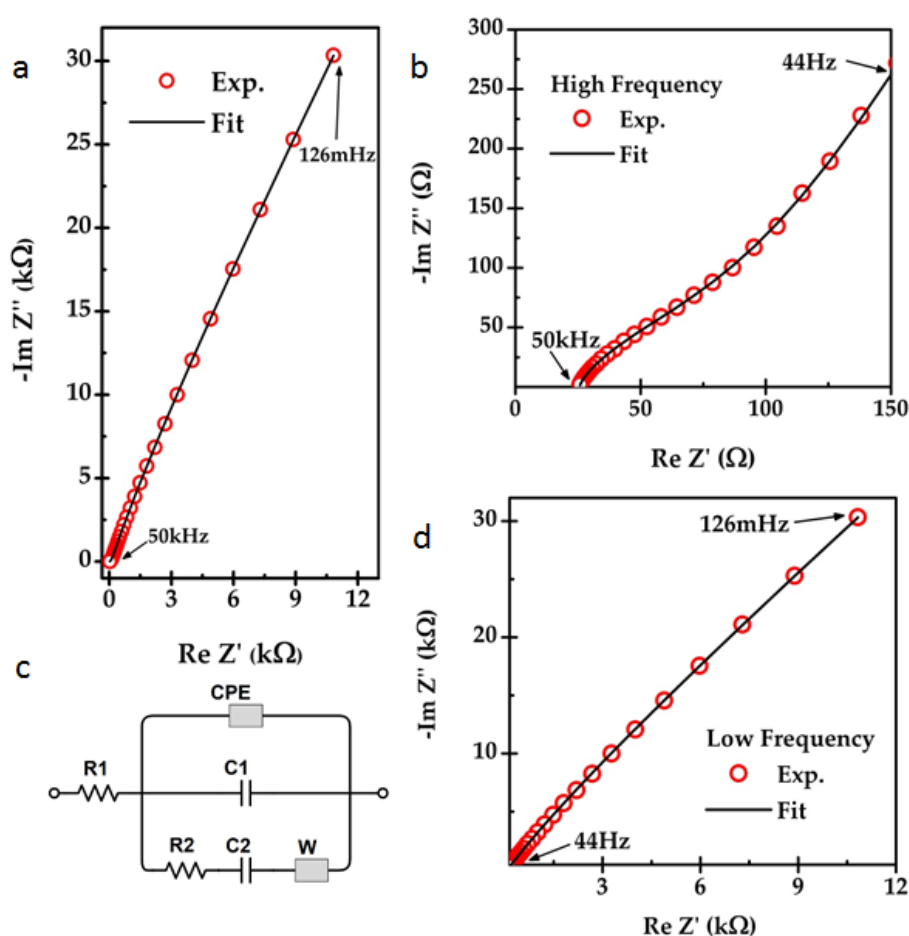 a
30
25
20
15
10
5
0
0
3
6
9
12
-Im Z'' (kΩ)
Re Z' (kΩ)
Exp.
Fit
126mHz
50kHz
b
300
250
200
150
100
50
0
50
100
150
-Im Z'' (Ω)
Re Z' (Ω)
44Hz
High Frequency
Exp.
Fit
50kHz
c
CPE
R1
C1
R2
C2
W
d
30
20
10
3
6
9
12
-Im Z'' (kΩ)
Re Z' (kΩ)
126mHz
Low Frequency
Exp.
Fit
44Hz